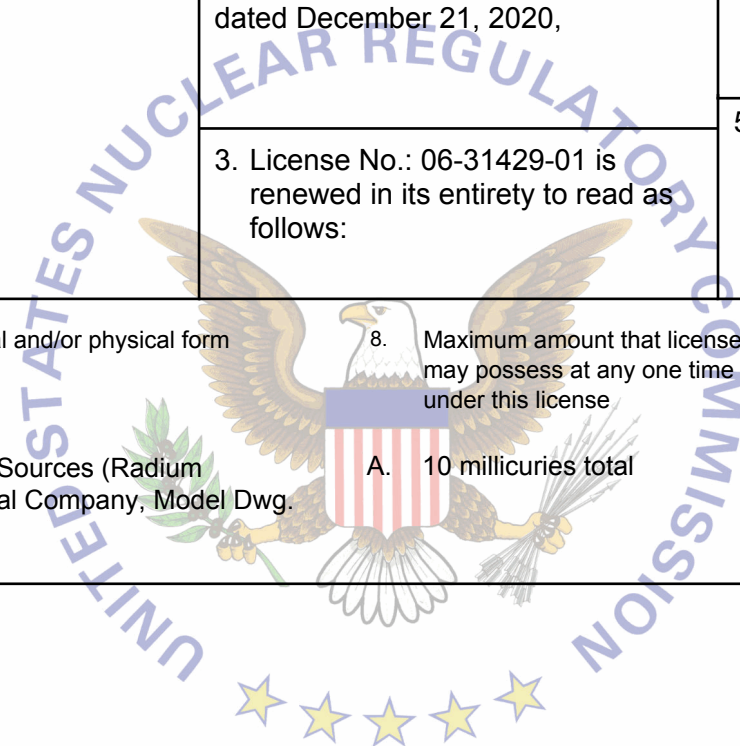 dated December 21, 2020,
5
3. License No.: 06-31429-01 is
renewed in its entirety to read as
follows:
l and/or physical form
8. Maximum amount that license
may possess at any one time
under this license
Sources (Radium
al Company, Model Dwg.
A. 10 millicuries total
UNITED STATES NUCLEAR REGULATORY COMMISSION